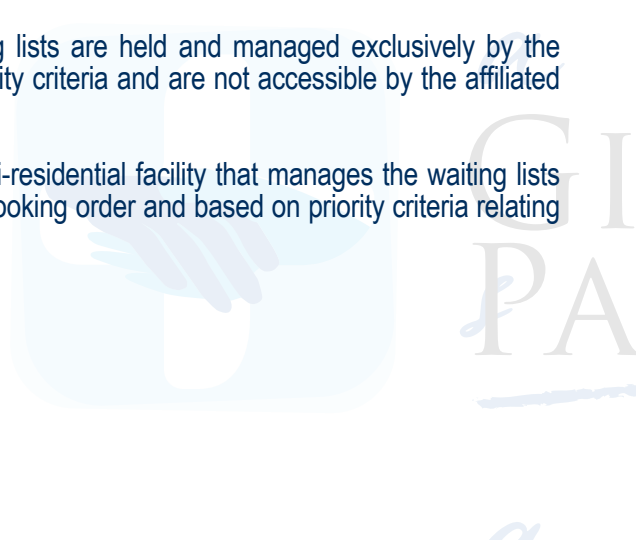 g lists are held and managed exclusively by the
ity criteria and are not accessible by the affiliated
i-residential facility that manages the waiting lists
ooking order and based on priority criteria relating
a
GI
& PA
a